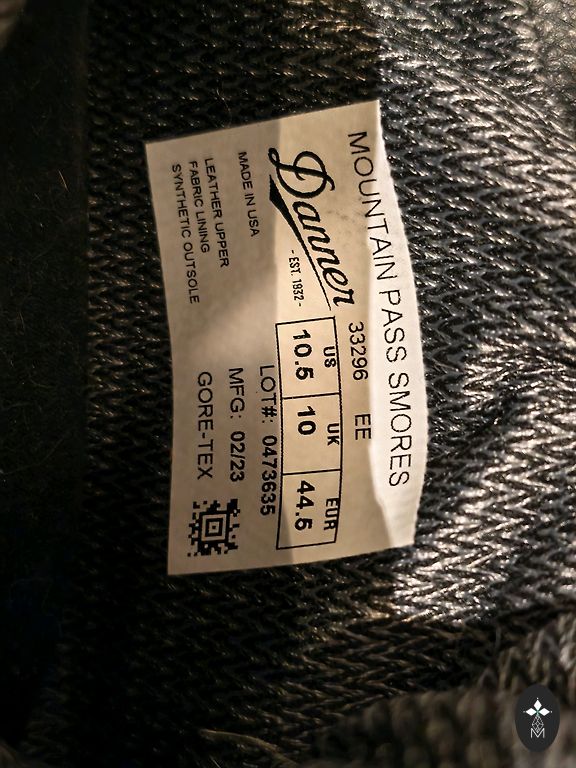 MOUNTAIN PASS SMORES
33296 EE
Danner
-EST. 1932-
US UK EUR
10.5 10 44.5
MADE IN USA
LOT#: 0473635
LEATHER UPPER
FABRIC LINING
SYNTHETIC OUTSOLE
MFG: 02/23
GORE-TEX
M